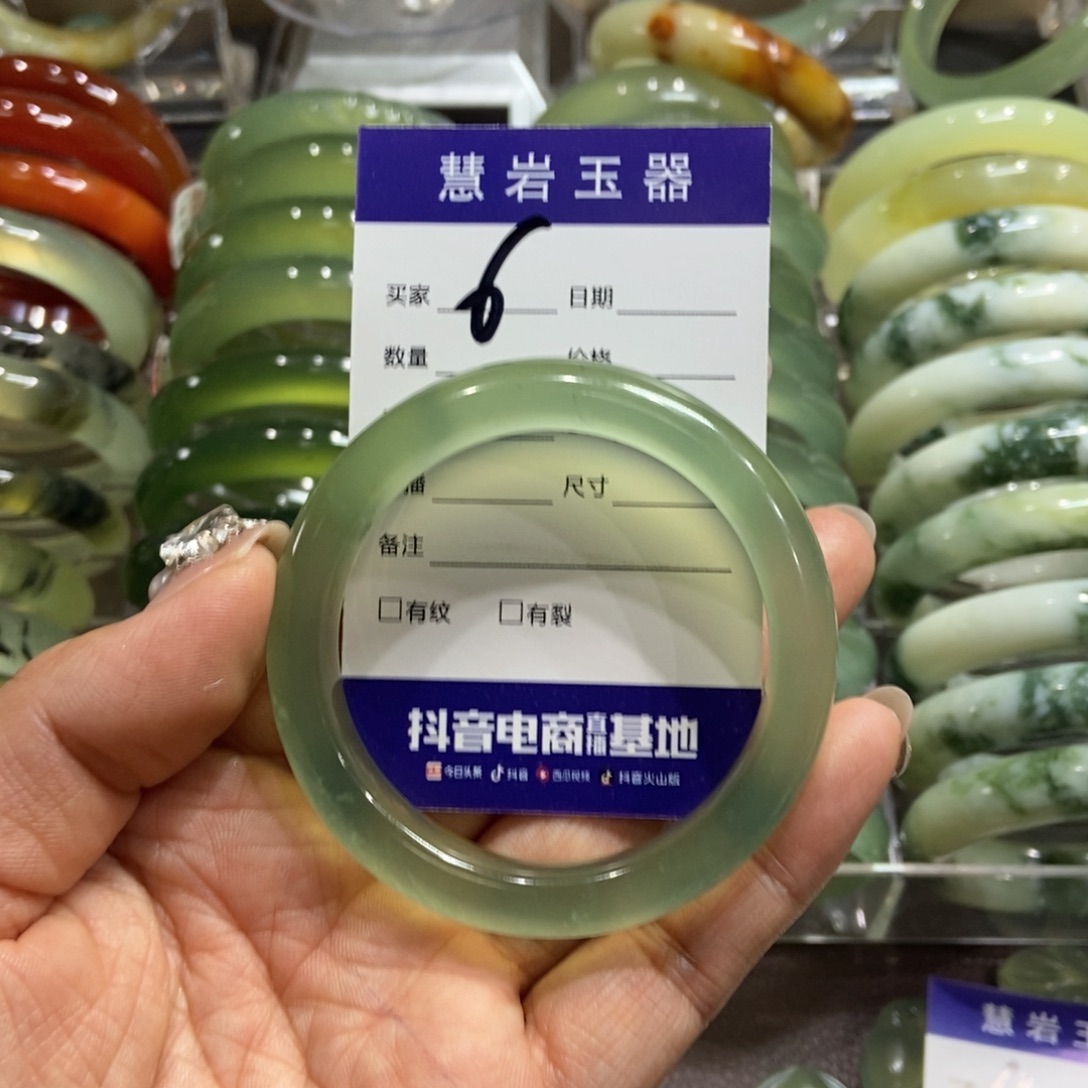 慧岩玉器
6
买家 日期
数量 价格
播 尺寸
备注
□有纹 □有裂
抖音电商直播基地
今日头条 抖音 西瓜视频 抖音火山版
慧岩